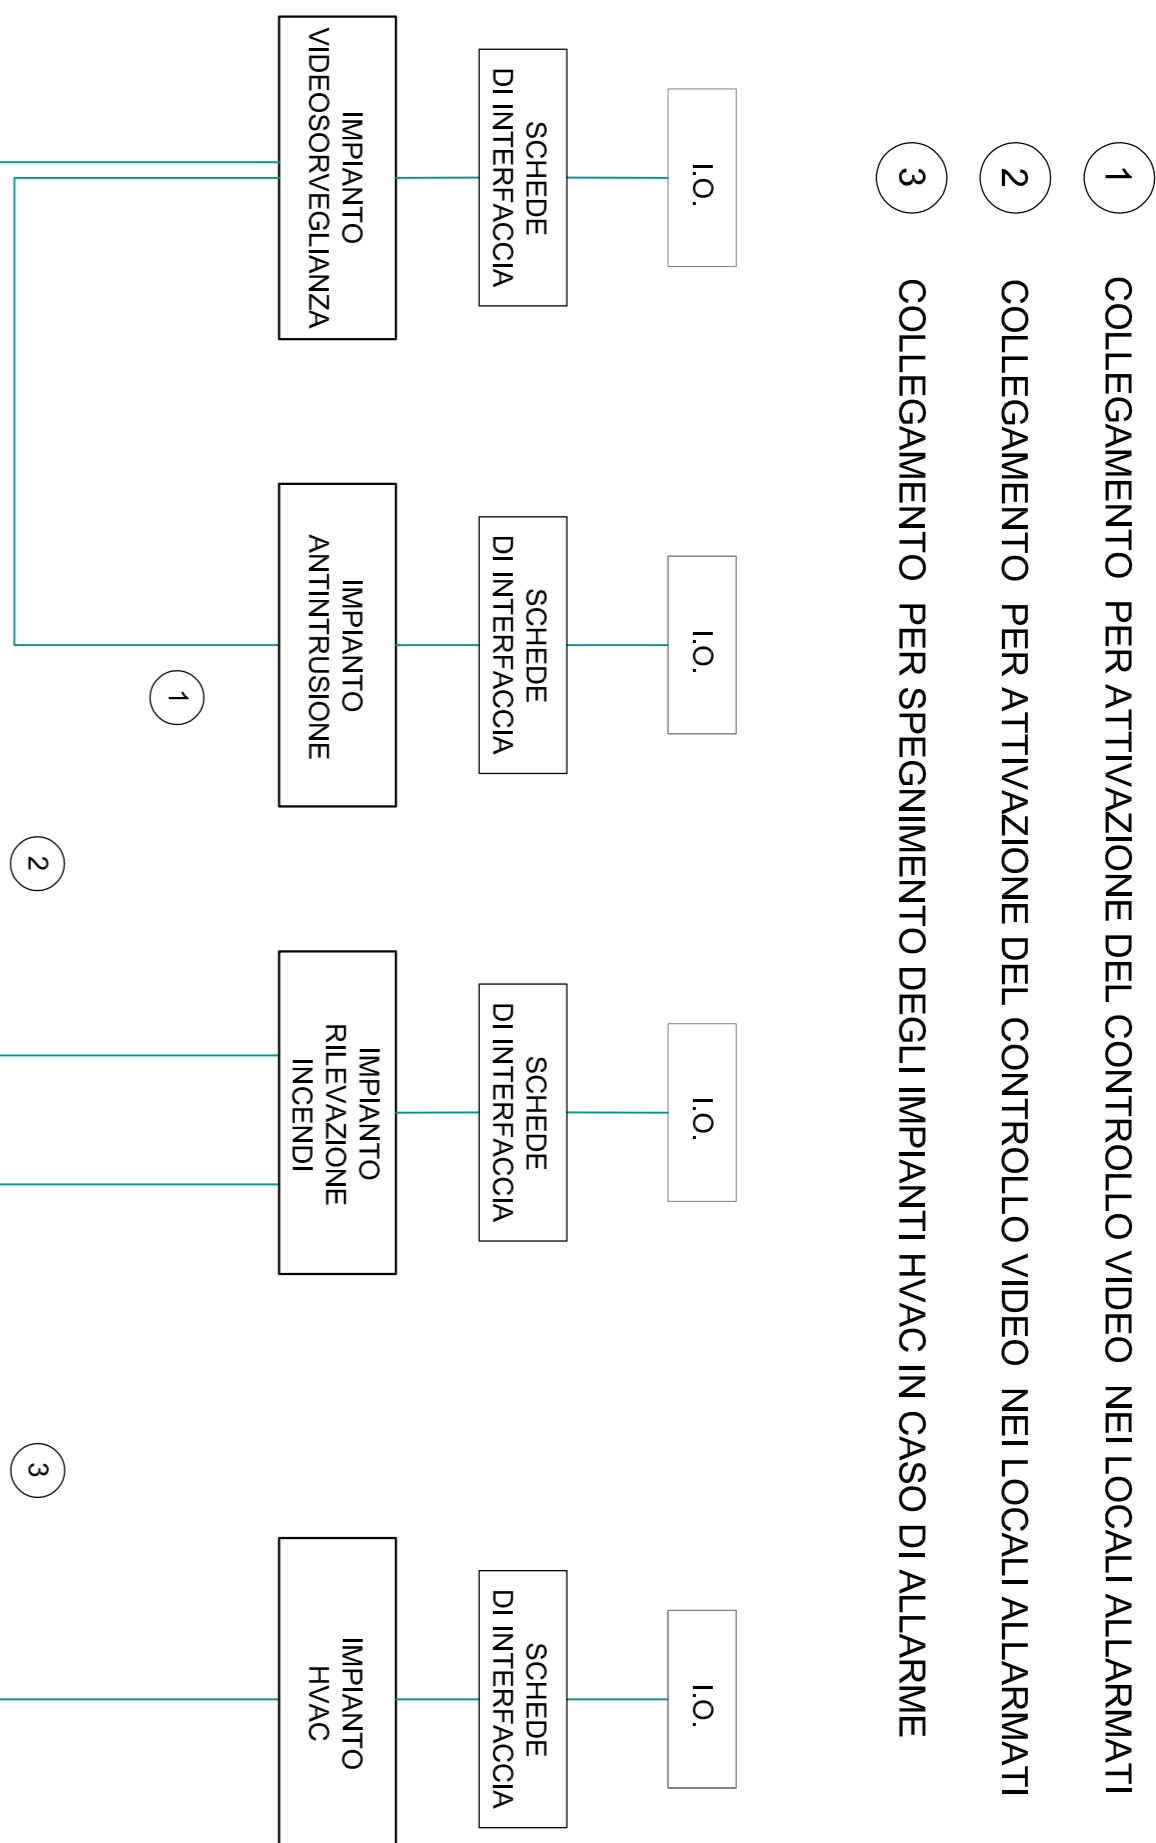 1 COLLEGAMENTO PER ATTIVAZIONE DEL CONTROLLO VIDEO NEI LOCALI ALLARMATI
2 COLLEGAMENTO PER ATTIVAZIONE DEL CONTROLLO VIDEO NEI LOCALI ALLARMATI
3 COLLEGAMENTO PER SPEGNIMENTO DEGLI IMPIANTI HVAC IN CASO DI ALLARME
I.O.
I.O.
I.O.
I.O.
SCHEDE
DI INTERFACCIA
SCHEDE
DI INTERFACCIA
SCHEDE
DI INTERFACCIA
SCHEDE
DI INTERFACCIA
IMPIANTO
VIDEOSORVEGLIANZA
IMPIANTO
ANTINTRUSIONE
IMPIANTO
RILEVAZIONE
INCENDI
IMPIANTO
HVAC
1
2
3